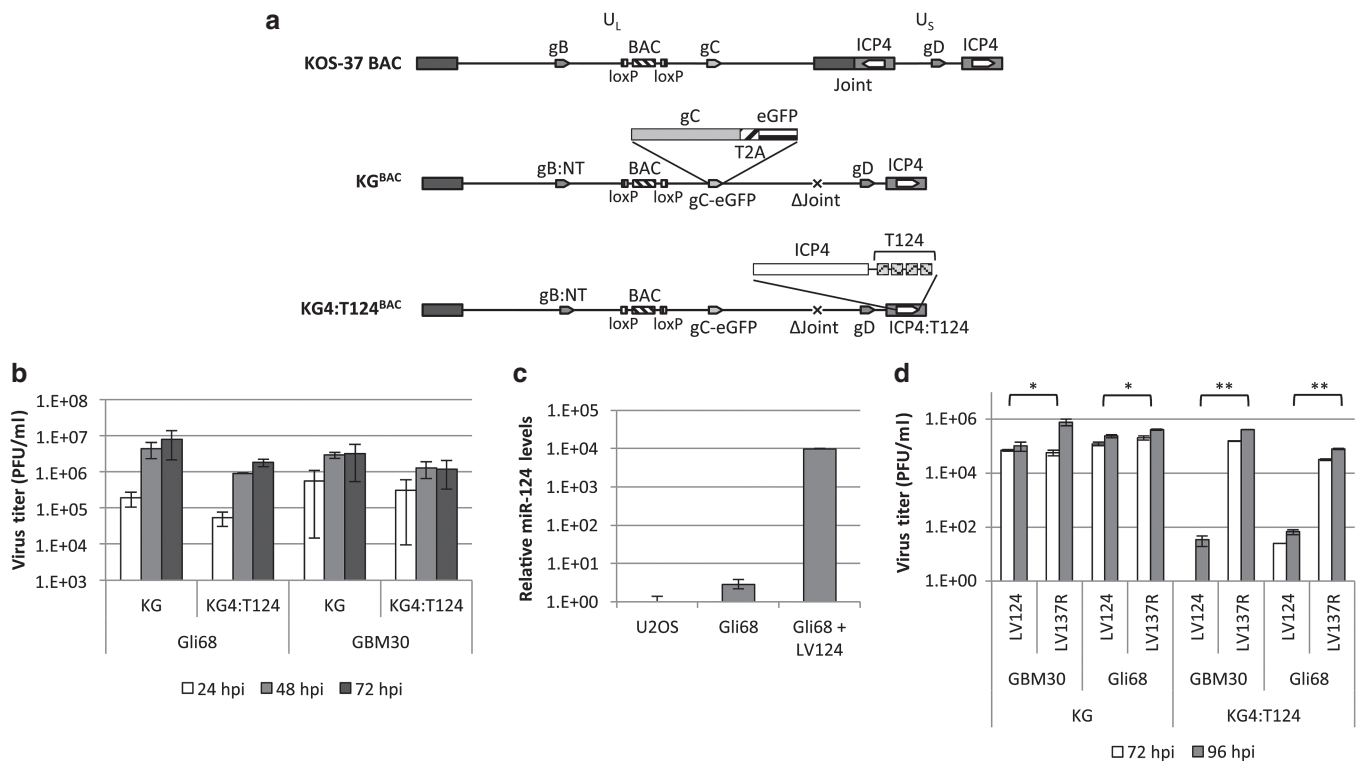 a
U_L U_S
gB BAC gC ICP4 gD ICP4
KOS-37 BAC
loxP loxP Joint
gC eGFP
T2A
gB:NT BAC gD ICP4
KG^BAC
loxP loxP gC-eGFP ΔJoint
T124
ICP4
gB:NT BAC
KG4:T124^BAC
loxP loxP gC-eGFP ΔJoint gD ICP4:T124
b
Virus titer (PFU/ml)
1.E+08
1.E+07
1.E+06
1.E+05
1.E+04
1.E+03
KG KG4:T124 KG KG4:T124
Gli68 GBM30
24 hpi 48 hpi 72 hpi
c
Relative miR-124 levels
1.E+05
1.E+04
1.E+03
1.E+02
1.E+01
1.E+00
U2OS Gli68 Gli68 +
LV124
d
Virus titer (PFU/ml)
* * ** **
1.E+06
1.E+04
1.E+02
1.E+00
LV124 LV137R LV124 LV137R LV124 LV137R LV124 LV137R
GBM30 Gli68 GBM30 Gli68
KG KG4:T124
72 hpi 96 hpi